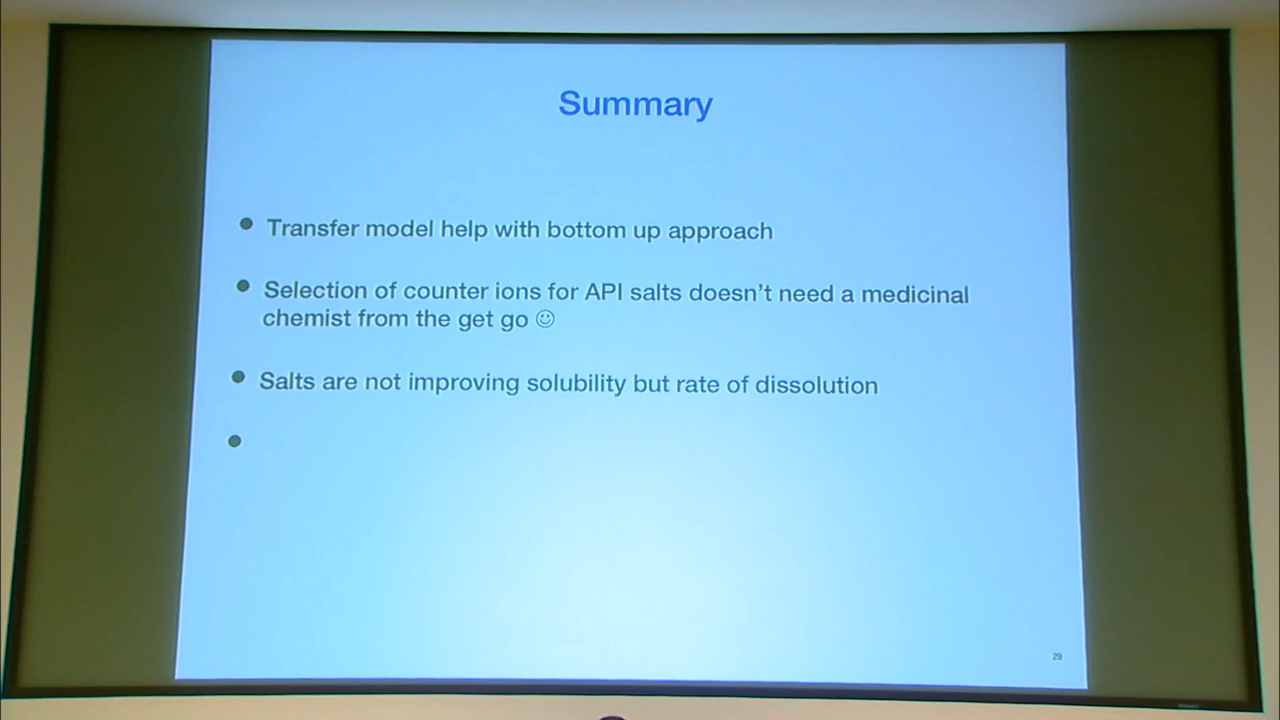 Summary
• Transfer model help with bottom up approach
• Selection of counter ions for API salts doesn't need a medicinal
chemist from the get go ☺
• Salts are not improving solubility but rate of dissolution
•
29